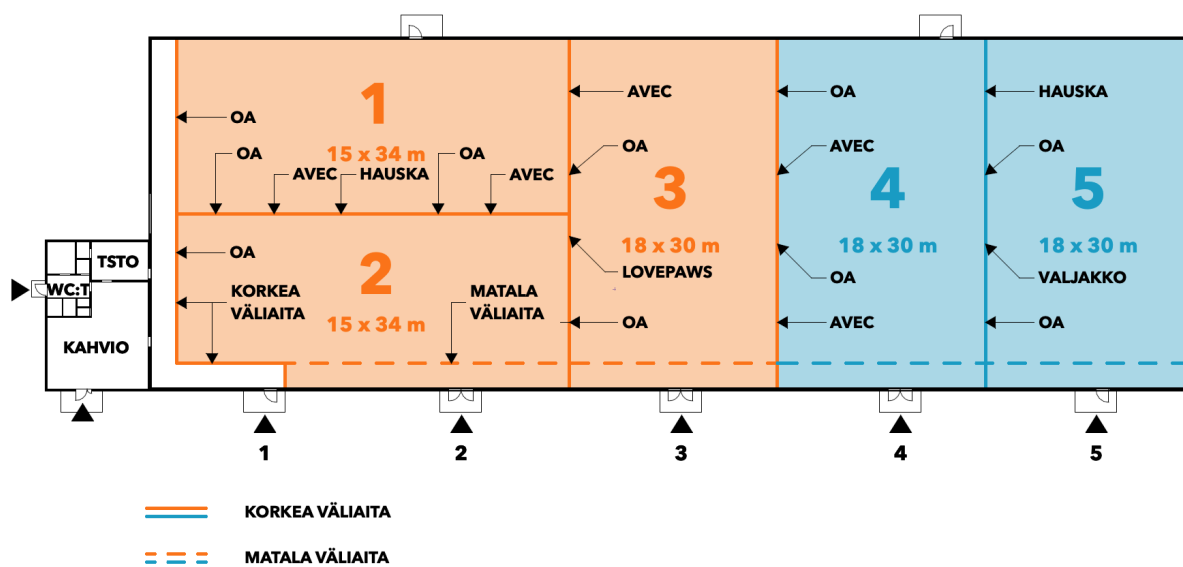 1
15 x 34 m
OA
OA
AVEC
HAUSKA
OA
AVEC
2
15 x 34 m
OA
KORKEA
VÄLIAITA
MATALA
VÄLIAITA
AVEC
OA
3
18 x 30 m
LOVEPAWS
OA
OA
AVEC
4
18 x 30 m
OA
AVEC
HAUSKA
OA
5
18 x 30 m
VALJAKKO
OA
TSTO
WC:T
KAHVIO
1
2
3
4
5
KORKEA VÄLIAITA
MATALA VÄLIAITA